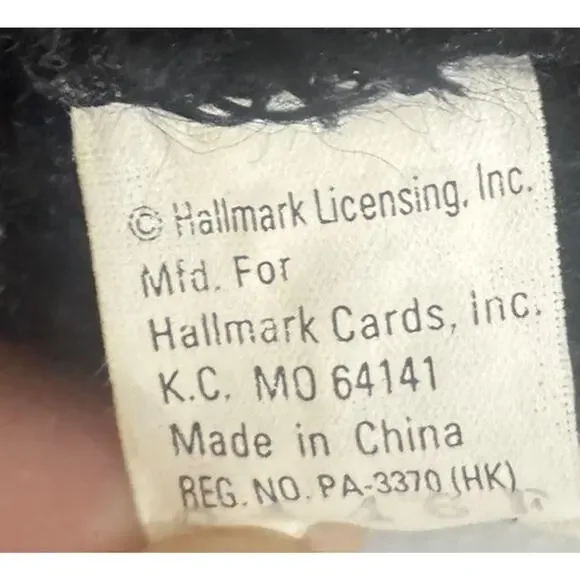 © Hallmark Licensing, Inc.
Mfd. For
Hallmark Cards, Inc.
K.C. MO 64141
Made in China
REG. NO. PA-3370 (HK)